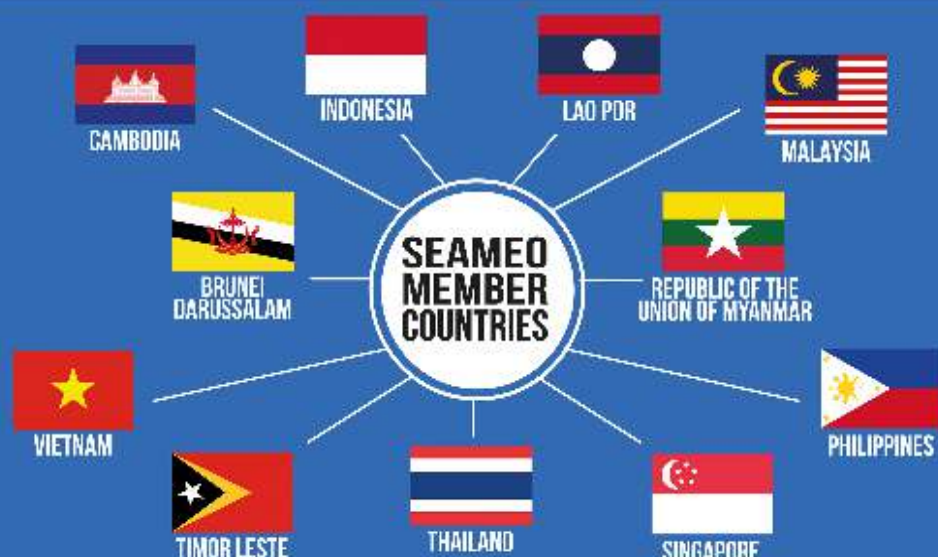 INDONESIA
LAO PDR
CAMBODIA
MALAYSIA
SEAMEO
MEMBER
COUNTRIES
BRUNEI
DARUSSALAM
REPUBLIC OF THE
UNION OF MYANMAR
VIETNAM
PHILIPPINES
TIMOR LESTE
THAILAND
SINGAPORE